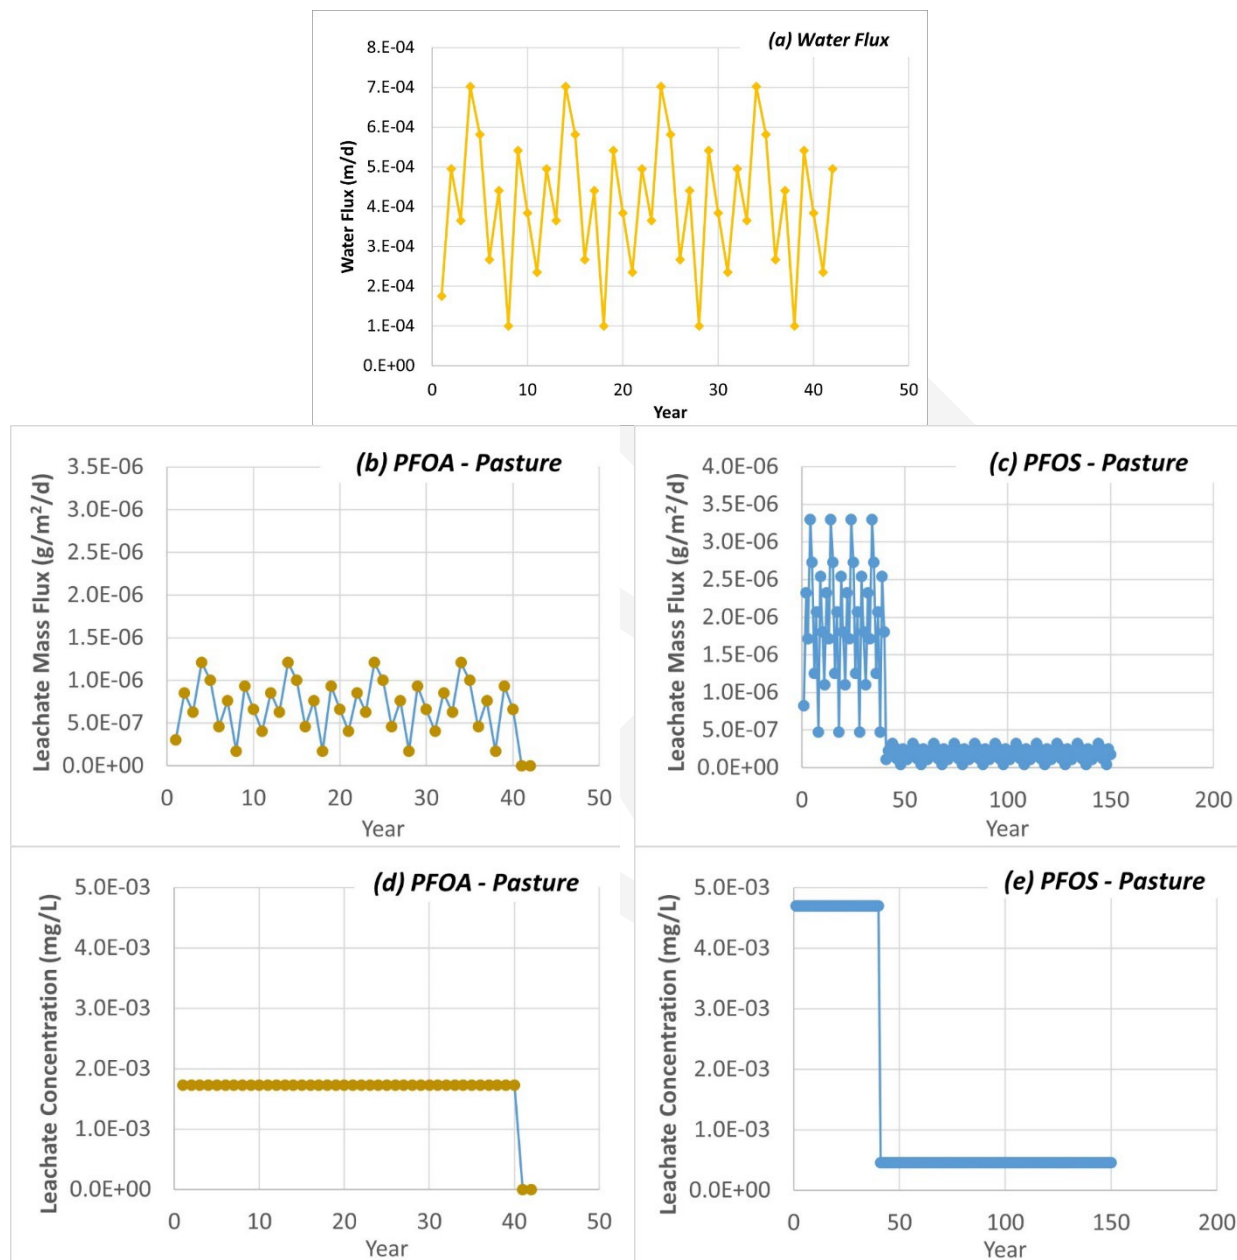 (a) Water Flux
8.E-04
7.E-04
6.E-04
5.E-04
4.E-04
3.E-04
2.E-04
1.E-04
0.E+00
Water Flux (m/d)
0 10 20 30 40 50
Year
(b) PFOA - Pasture
3.5E-06
3.0E-06
2.5E-06
2.0E-06
1.5E-06
1.0E-06
5.0E-07
0.0E+00
Leachate Mass Flux (g/m²/d)
0 10 20 30 40 50
Year
(c) PFOS - Pasture
4.0E-06
3.5E-06
3.0E-06
2.5E-06
2.0E-06
1.5E-06
1.0E-06
5.0E-07
0.0E+00
Leachate Mass Flux (g/m²/d)
0 50 100 150 200
Year
(d) PFOA - Pasture
5.0E-03
4.0E-03
3.0E-03
2.0E-03
1.0E-03
0.0E+00
Leachate Concentration (mg/L)
0 10 20 30 40 50
Year
(e) PFOS - Pasture
5.0E-03
4.0E-03
3.0E-03
2.0E-03
1.0E-03
0.0E+00
Leachate Concentration (mg/L)
0 50 100 150 200
Year